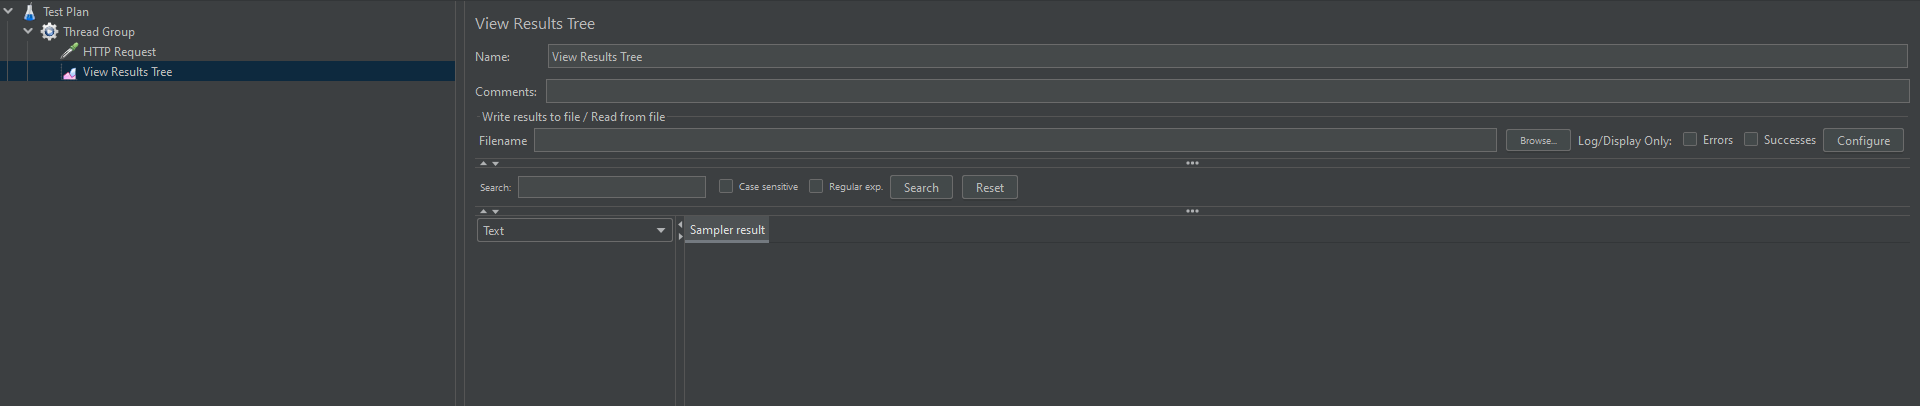 Test Plan
Thread Group
HTTP Request
View Results Tree
View Results Tree
Name: View Results Tree
Comments:
Write results to file / Read from file
Filename Browse... Log/Display Only: Errors Successes Configure
Search: Case sensitive Regular exp. Search Reset
Text Sampler result